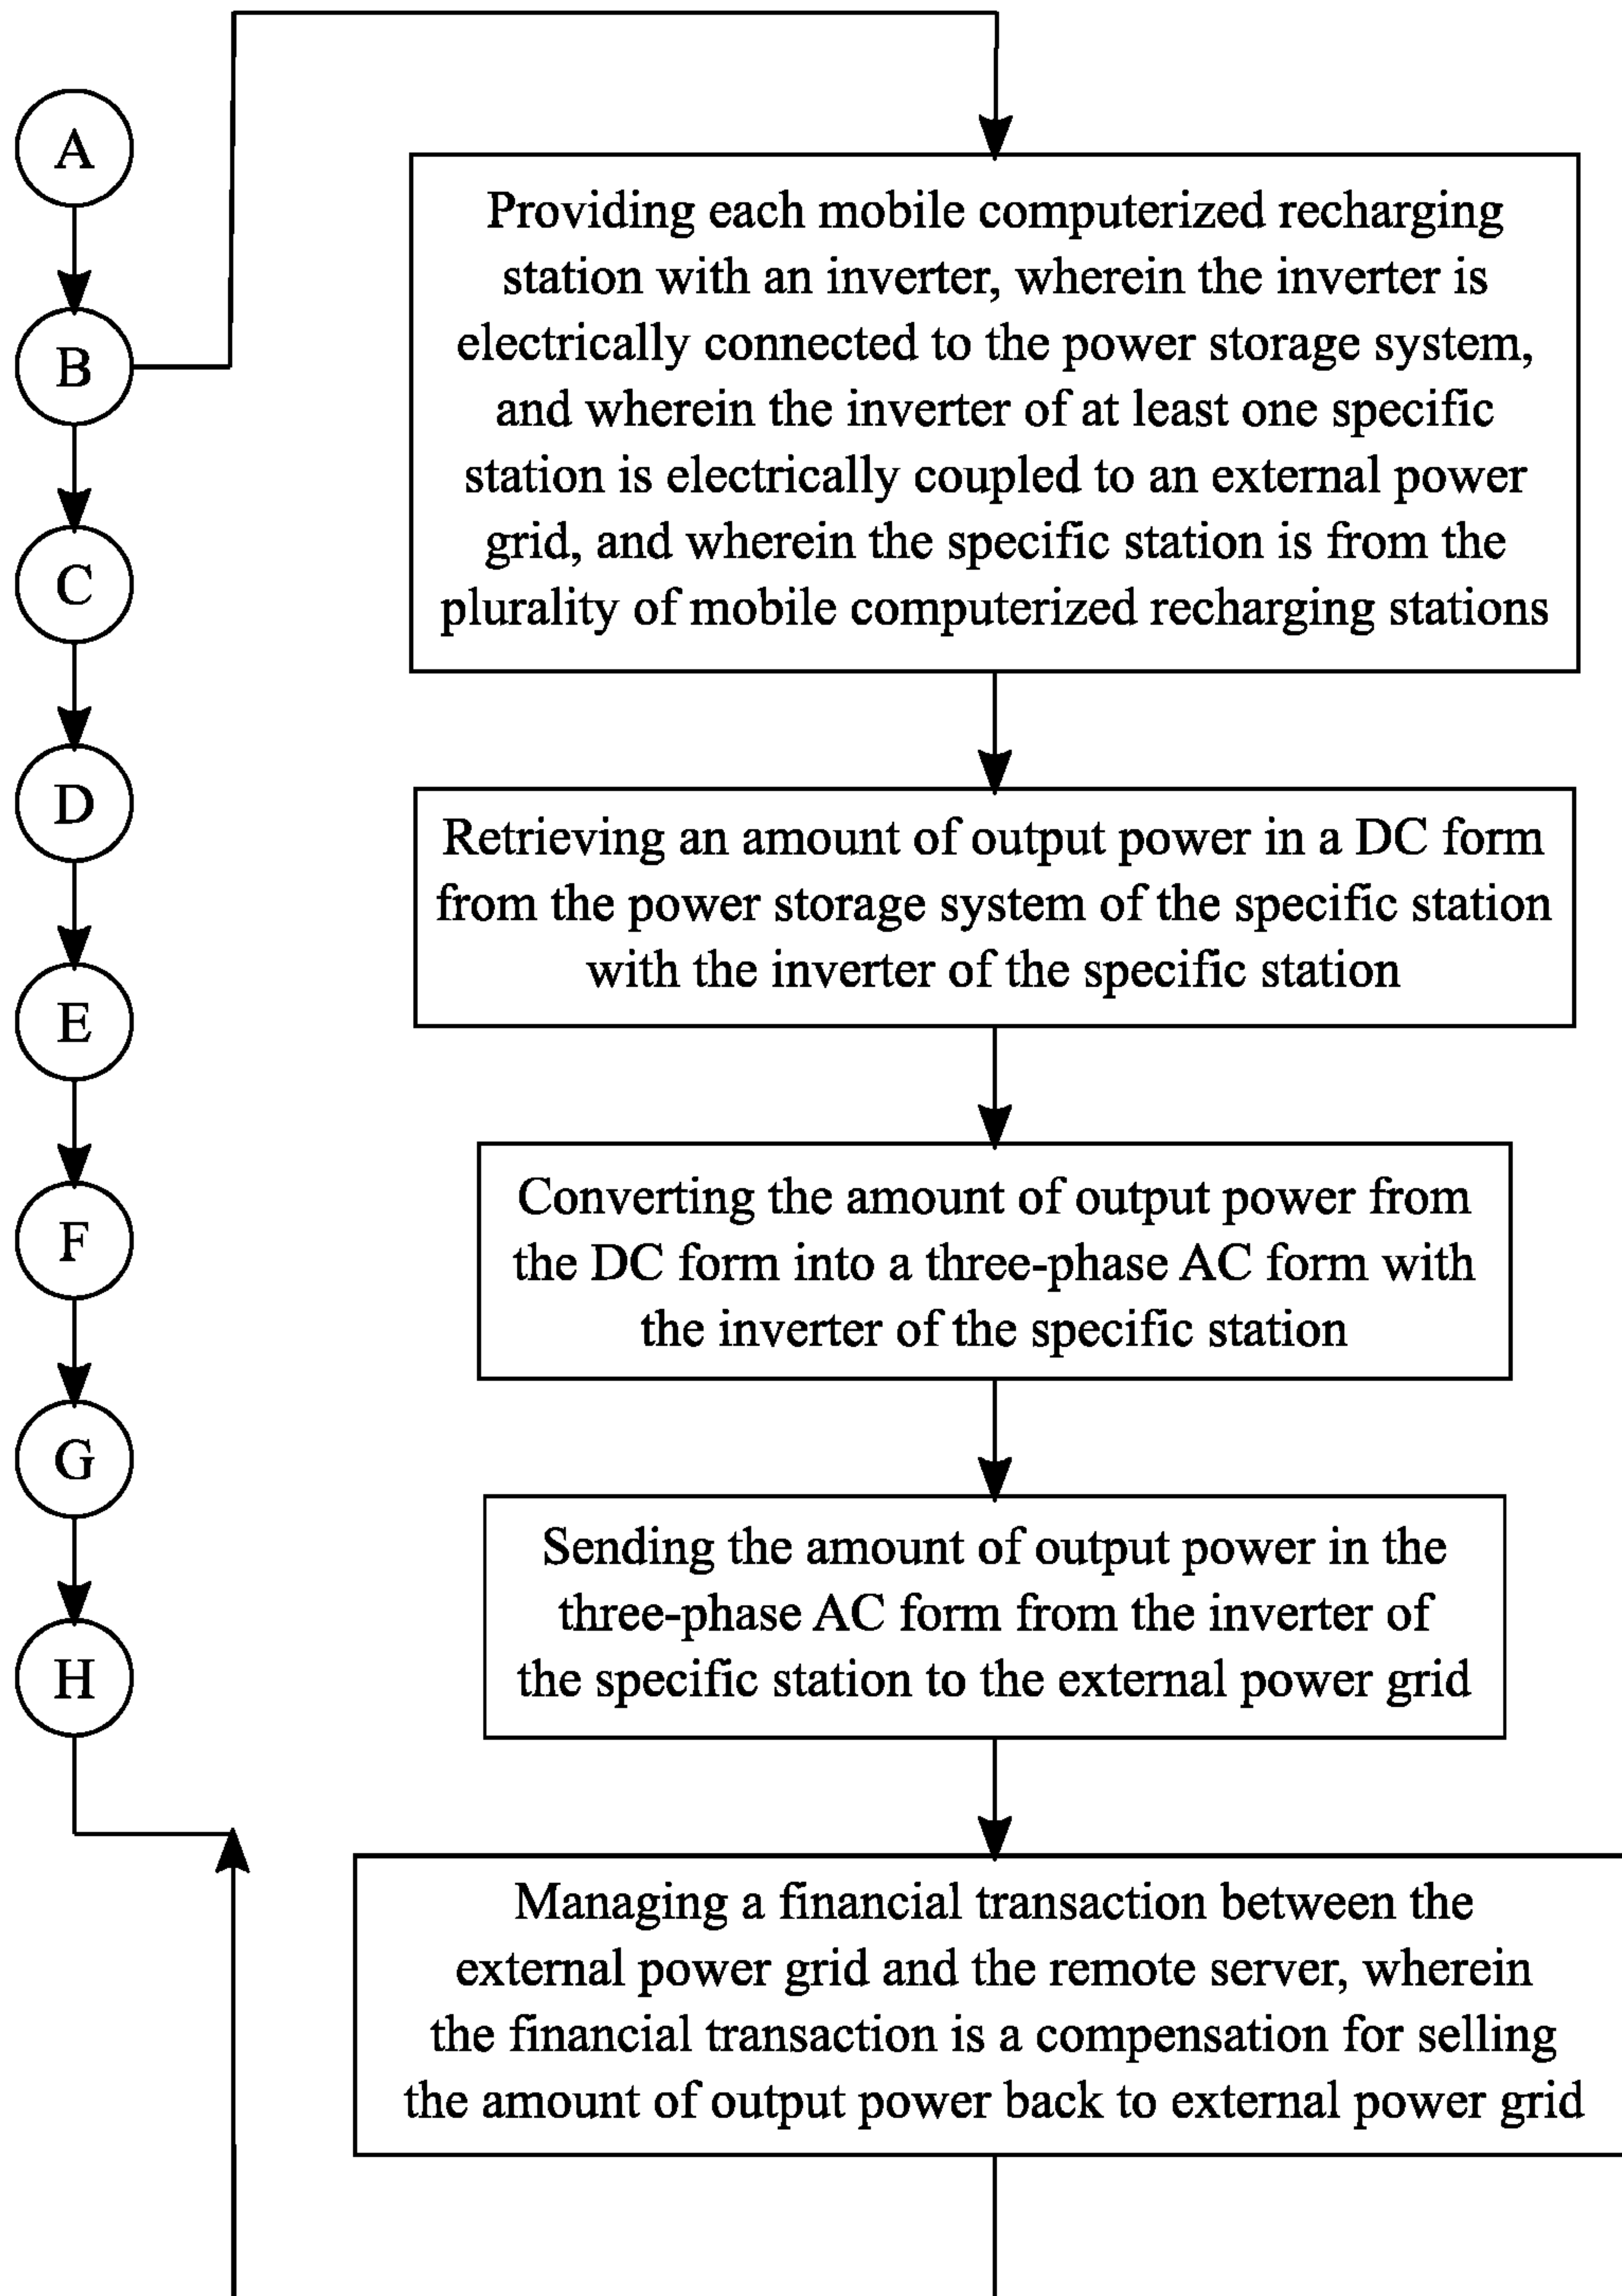 A
B
C
D
E
F
G
H
Providing each mobile computerized recharging
station with an inverter, wherein the inverter is
electrically connected to the power storage system,
and wherein the inverter of at least one specific
station is electrically coupled to an external power
grid, and wherein the specific station is from the
plurality of mobile computerized recharging stations
Retrieving an amount of output power in a DC form
from the power storage system of the specific station
with the inverter of the specific station
Converting the amount of output power from
the DC form into a three-phase AC form with
the inverter of the specific station
Sending the amount of output power in the
three-phase AC form from the inverter of
the specific station to the external power grid
Managing a financial transaction between the
external power grid and the remote server, wherein
the financial transaction is a compensation for selling
the amount of output power back to external power grid